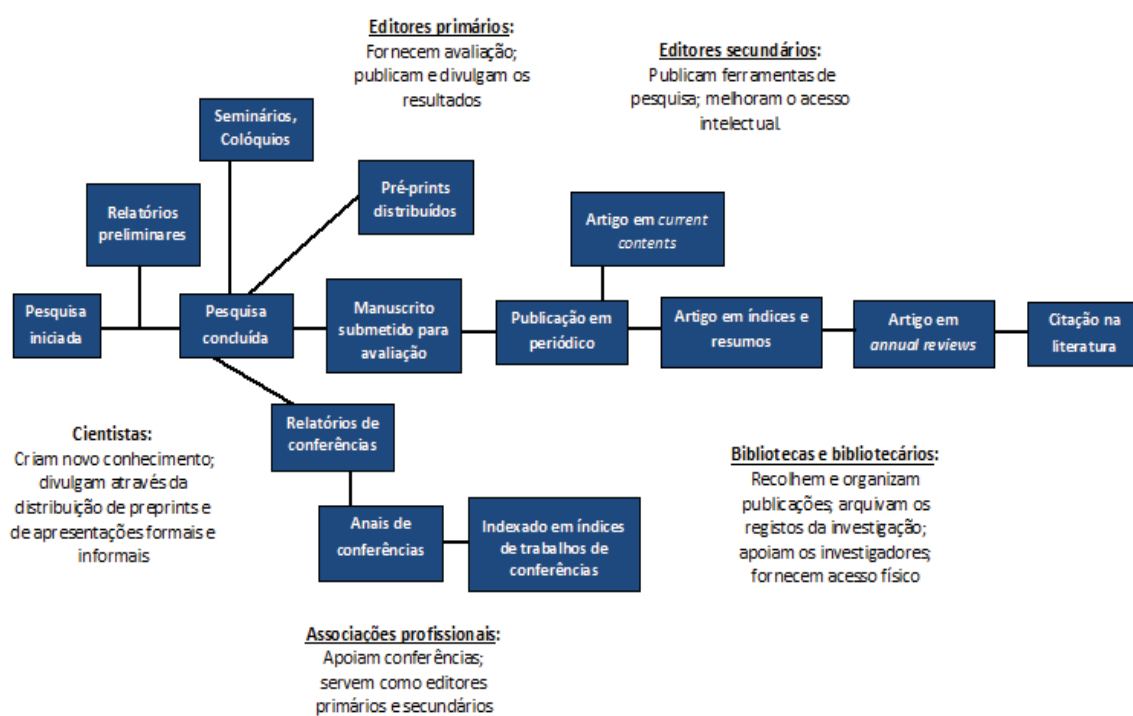 Editores primários:
Fornecem avaliação;
publicam e divulgam os
resultados
Editores secundários:
Publicam ferramentas de
pesquisa; melhoram o acesso
intelectual.
Seminários,
Colóquios
Relatórios
preliminares
Pré-prints
distribuídos
Artigo em current
contents
Pesquisa
iniciada
Pesquisa
concluída
Manuscrito
submetido para
avaliação
Publicação em
periódico
Artigo em índices e
resumos
Artigo em
annual reviews
Citação na
literatura
Relatórios de
conferências
Anais de
conferências
Indexado em índices
de trabalhos de
conferências
Cientistas:
Criam novo conhecimento;
divulgam através da
distribuição de preprints e
de apresentações formais e
informais
Bibliotecas e bibliotecários:
Recolhem e organizam
publicações; arquivam os
registos da investigação;
apoiam os investigadores;
fornecem acesso físico
Associações profissionais:
Apoiam conferências;
servem como editores
primários e secundários